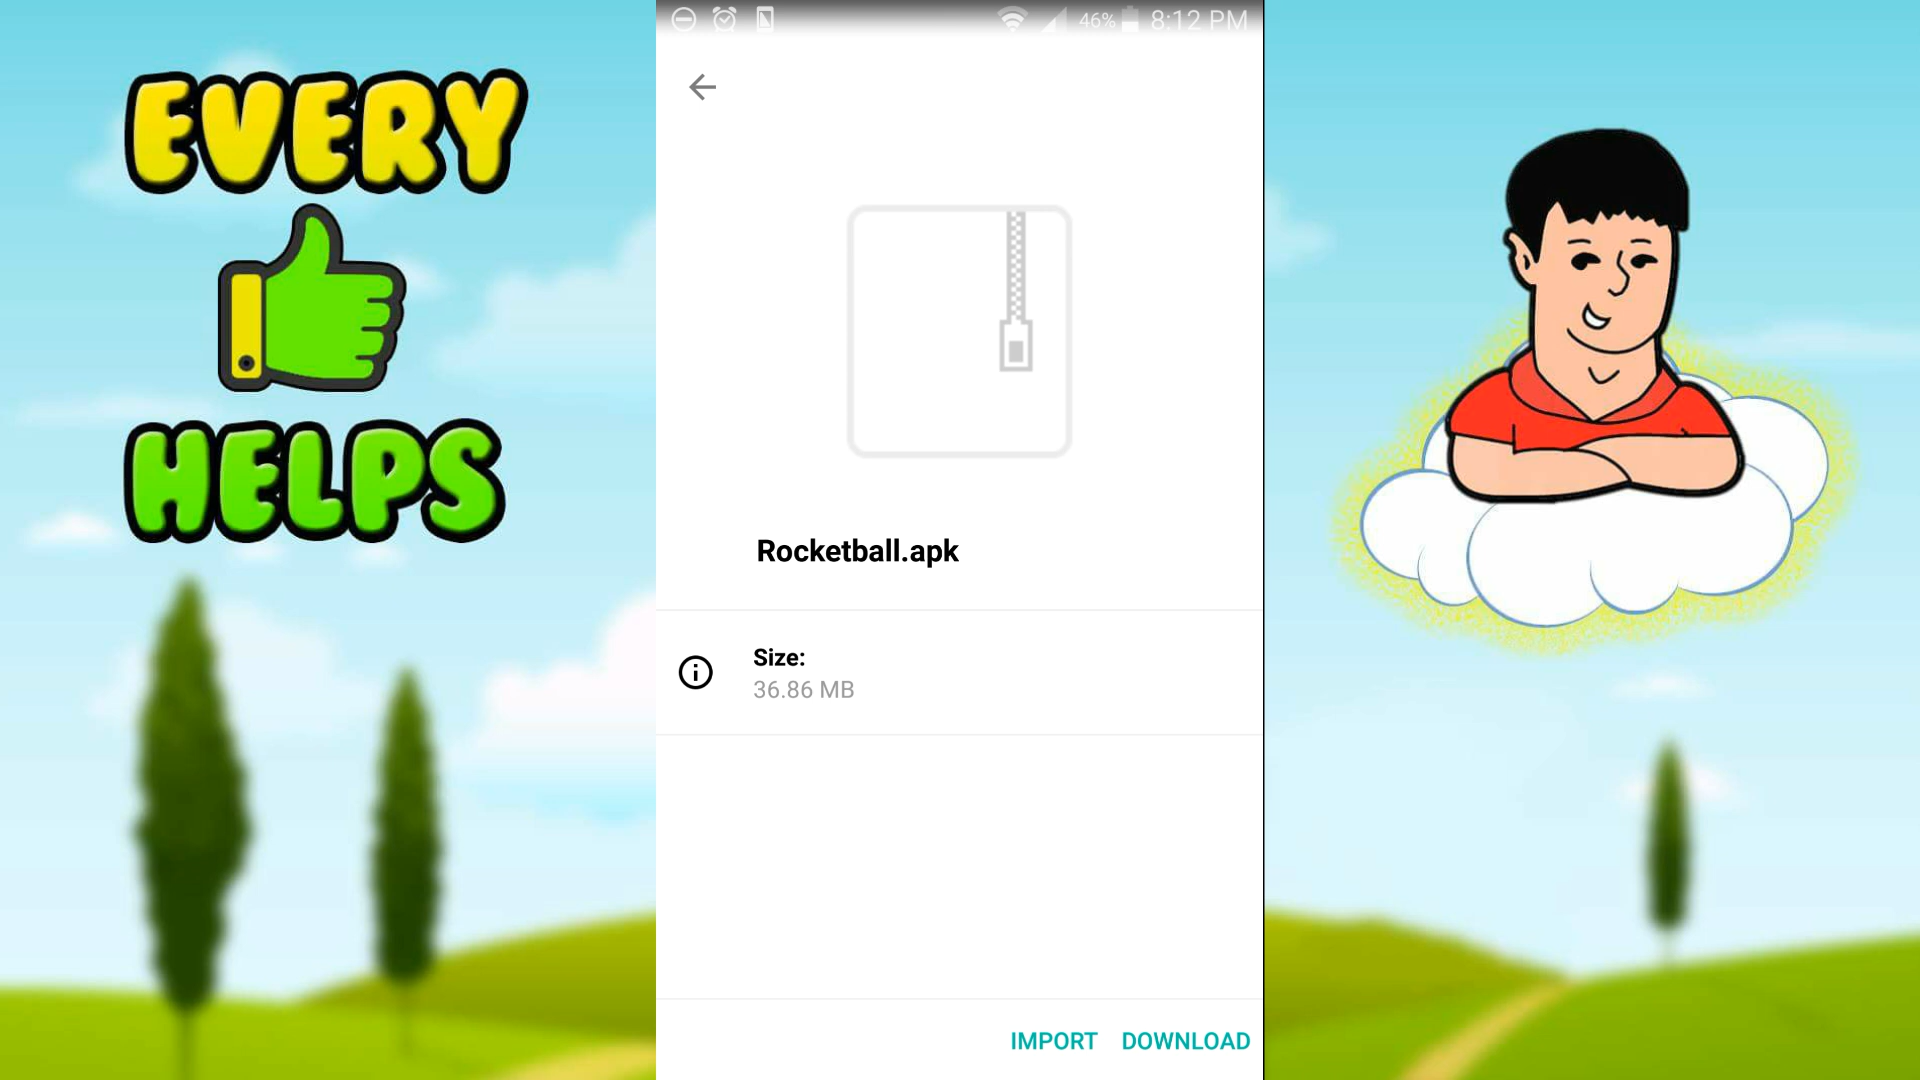 EVERY
HELPS
46% 8:12 PM
Rocketball.apk
Size:
36.86 MB
IMPORT DOWNLOAD